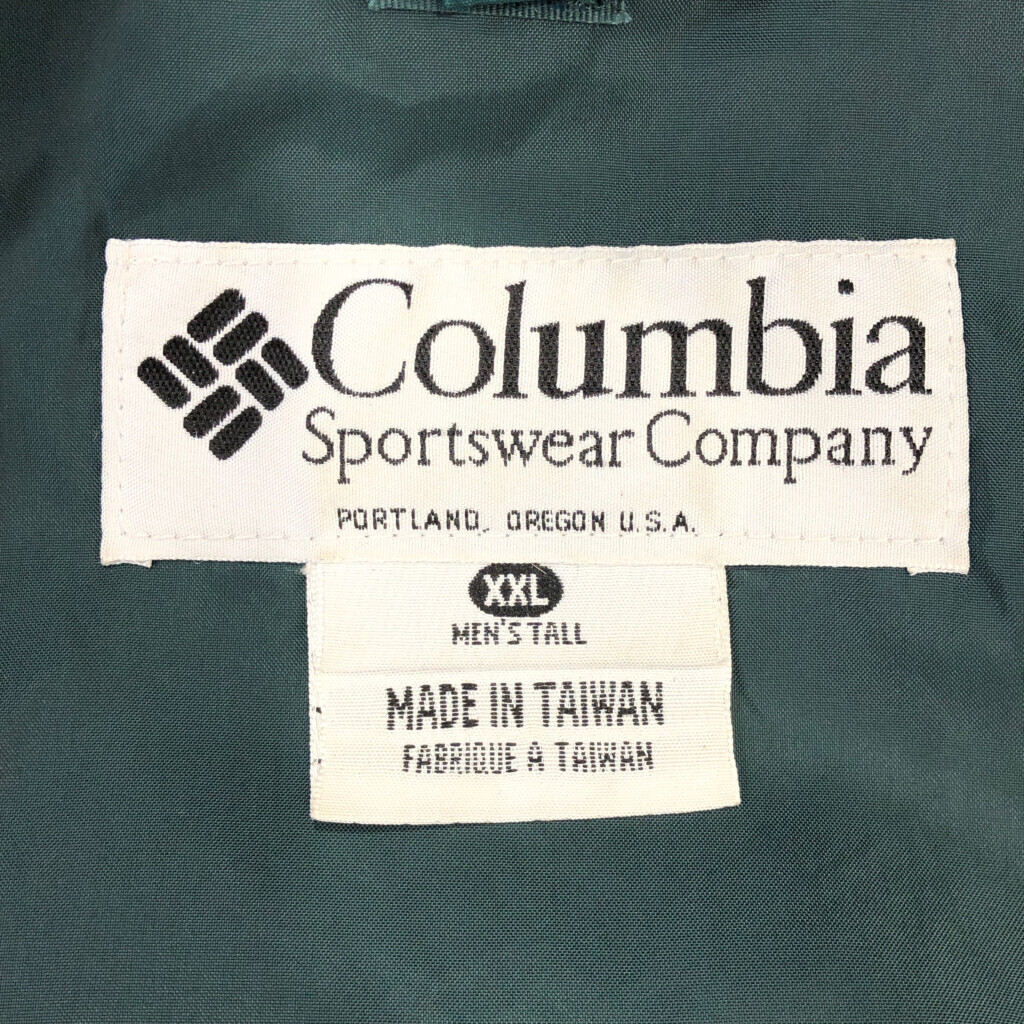 Columbia
Sportswear Company
PORTLAND, OREGON U.S.A.
XXL
MEN'S TALL
MADE IN TAIWAN
FABRIQUE A TAIWAN